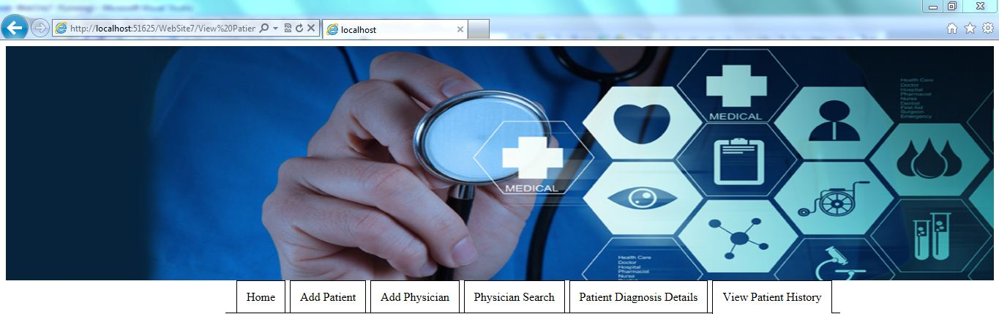 http://localhost:51625/WebSite7/View%20Patier
localhost
MEDICAL
Health Care
Doctor
Hospital
Pharmacist
Nurse
Dentist
First Aid
Surgeon
Emergency
MEDICAL
Health Care
Doctor
Hospital
Pharmacist
Nurse
Home Add Patient Add Physician Physician Search Patient Diagnosis Details View Patient History